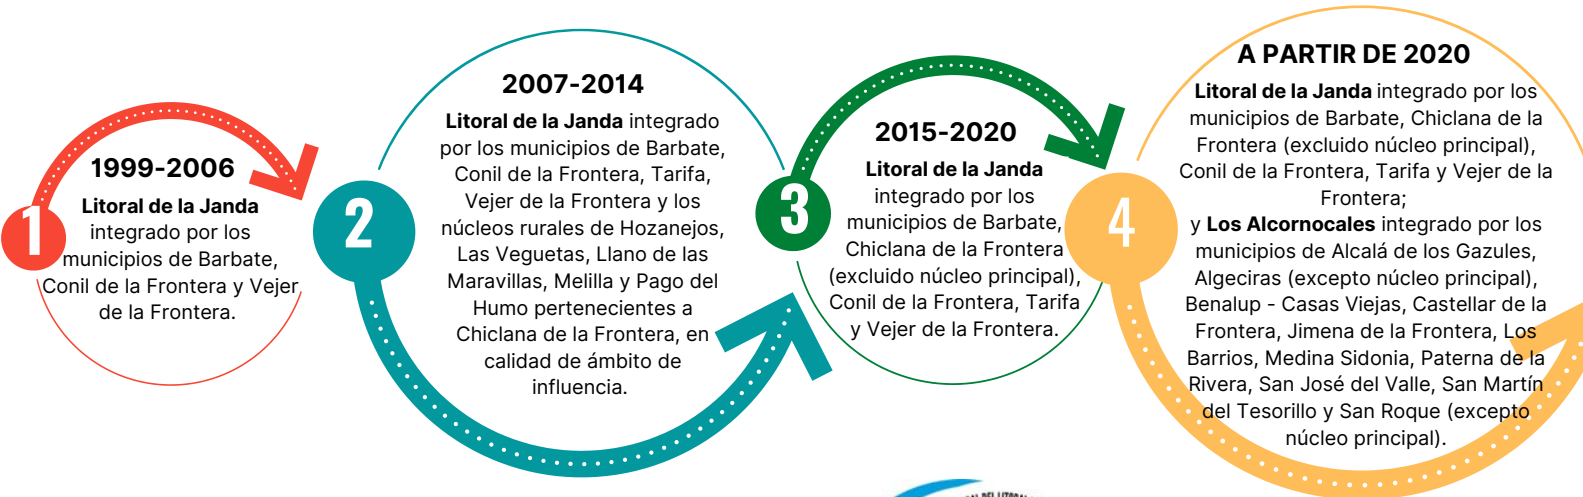 1
1999-2006
Litoral de la Janda
integrado por los
municipios de Barbate,
Conil de la Frontera y Vejer
de la Frontera.
2
2007-2014
Litoral de la Janda integrado
por los municipios de Barbate,
Conil de la Frontera, Tarifa,
Vejer de la Frontera y los
núcleos rurales de Hozanejos,
Las Veguetas, Llano de las
Maravillas, Melilla y Pago del
Humo pertenecientes a
Chiclana de la Frontera, en
calidad de ámbito de
influencia.
3
2015-2020
Litoral de la Janda
integrado por los
municipios de Barbate,
Chiclana de la Frontera
(excluido núcleo principal),
Conil de la Frontera, Tarifa
y Vejer de la Frontera.
4
A PARTIR DE 2020
Litoral de la Janda integrado por los
municipios de Barbate, Chiclana de la
Frontera (excluido núcleo principal),
Conil de la Frontera, Tarifa y Vejer de la
Frontera;
y Los Alcornocales integrado por los
municipios de Alcalá de los Gazules,
Algeciras (excepto núcleo principal),
Benalup - Casas Viejas, Castellar de la
Frontera, Jimena de la Frontera, Los
Barrios, Medina Sidonia, Paterna de la
Rivera, San José del Valle, San Martín
del Tesorillo y San Roque (excepto
núcleo principal).